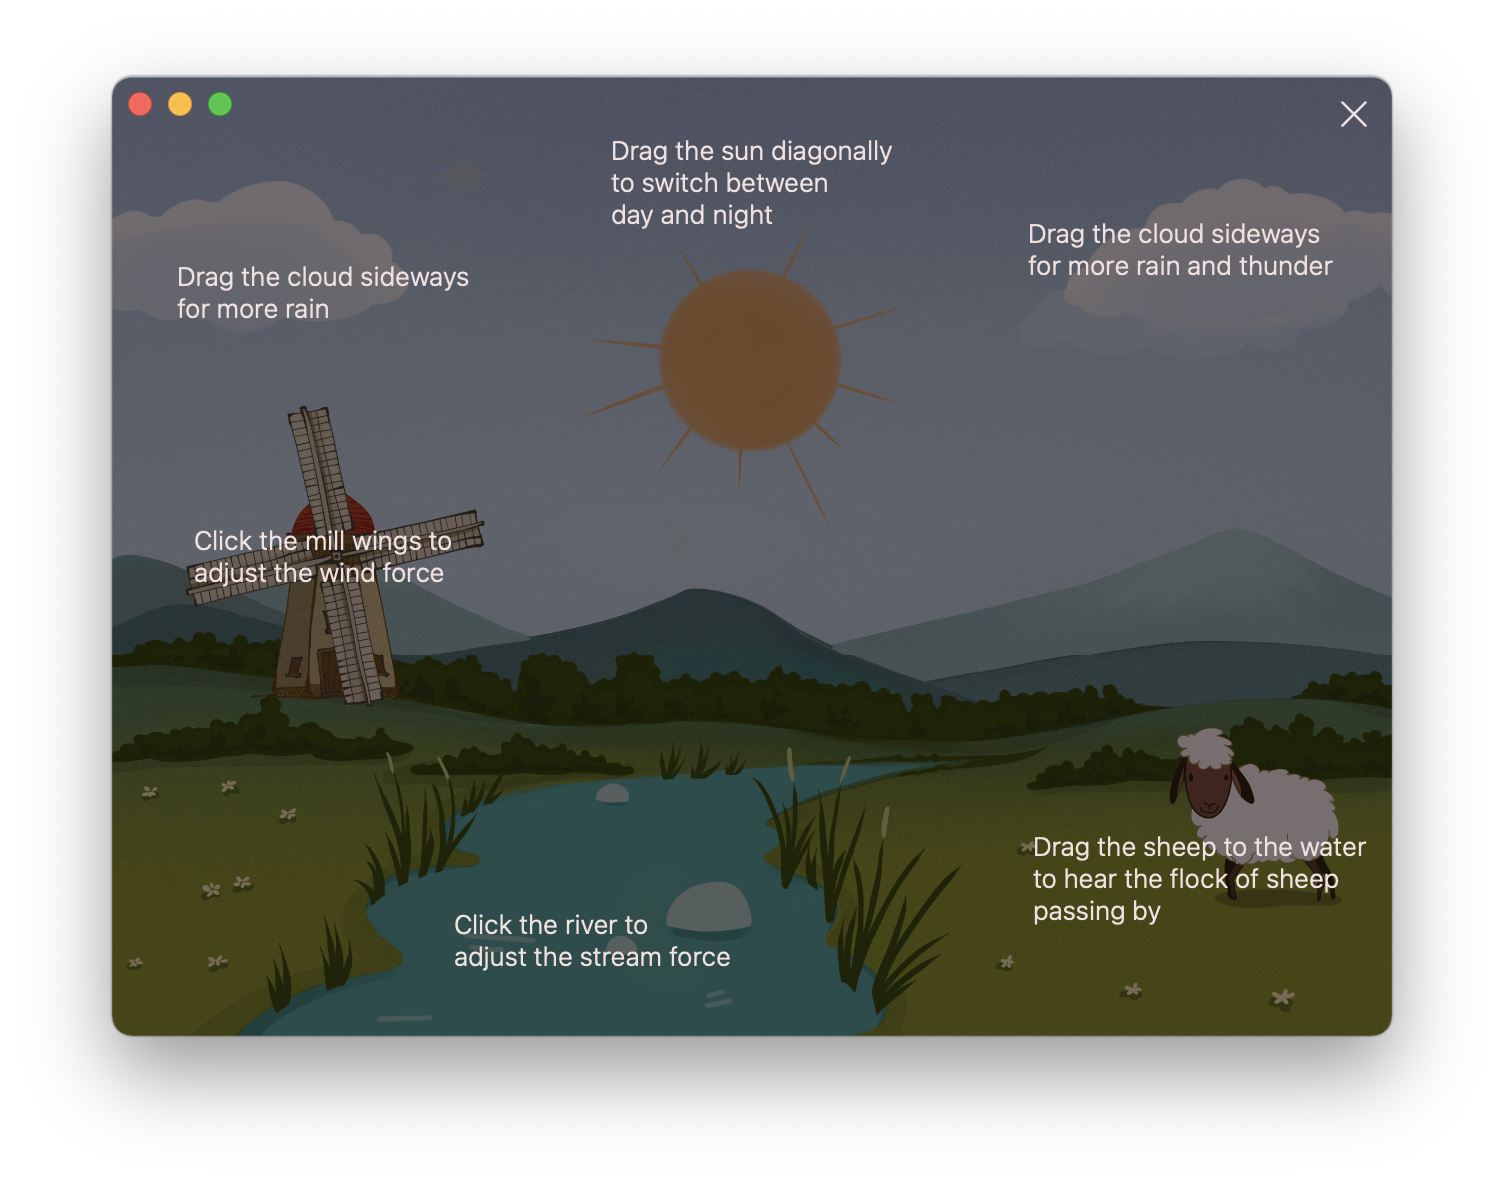 Drag the sun diagonally
to switch between
day and night
Drag the cloud sideways
for more rain
Drag the cloud sideways
for more rain and thunder
Click the mill wings to
adjust the wind force
Drag the sheep to the water
to hear the flock of sheep
passing by
Click the river to
adjust the stream force